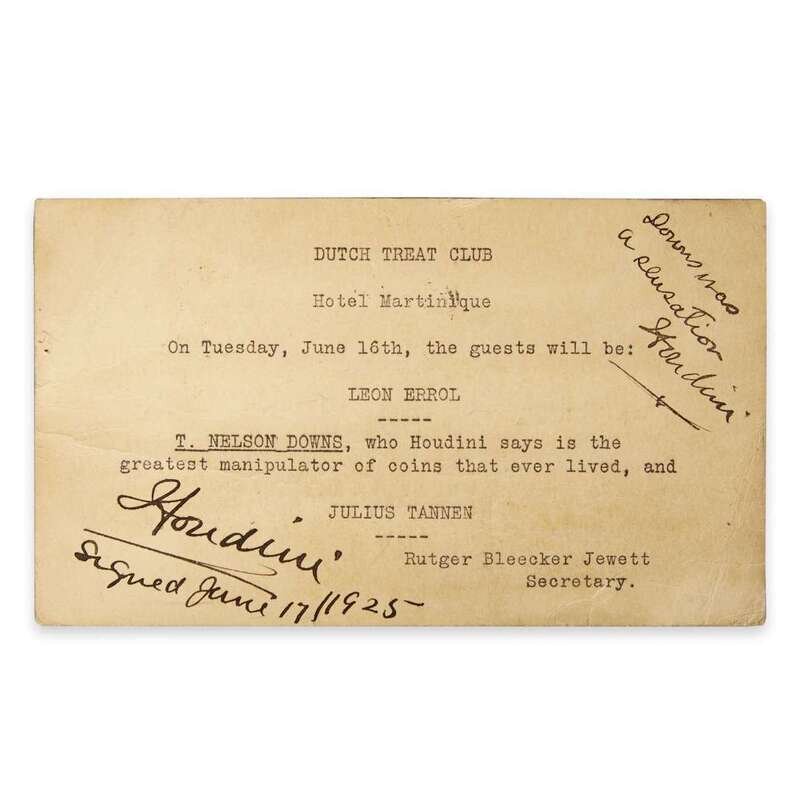 DUTCH TREAT CLUB
Hotel Martinique
On Tuesday, June 16th, the guests will be:
LEON ERROL
-----
T. NELSON DOWNS, who Houdini says is the
greatest manipulator of coins that ever lived, and
JULIUS TANNEN
-----
Rutger Bleecker Jewett
Secretary.
Downs was
a sensation
Houdini
Houdini
Signed June 17/1925